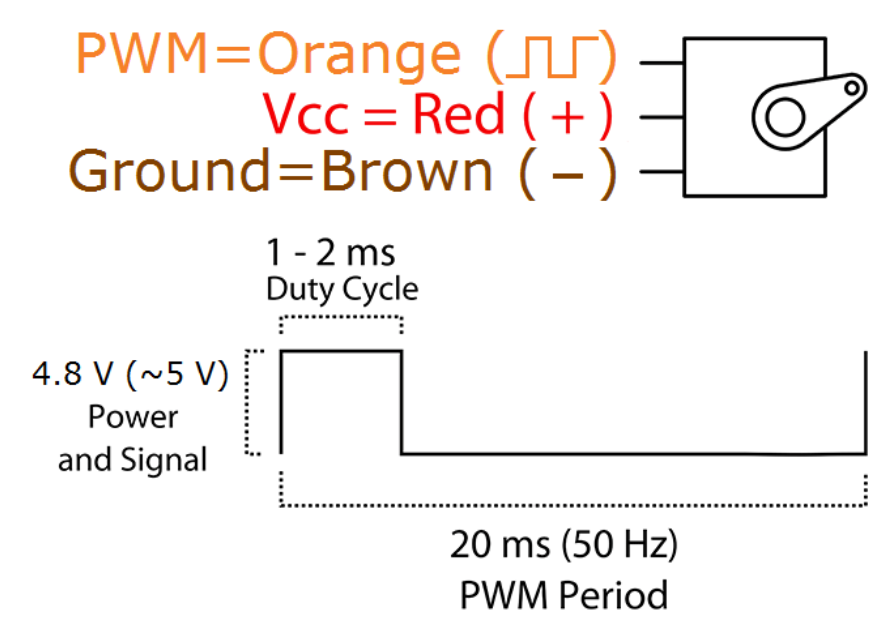 PWM=Orange (⎍⎍)
Vcc = Red ( + )
Ground=Brown ( – )
1 - 2 ms
Duty Cycle
4.8 V (~5 V)
Power
and Signal
20 ms (50 Hz)
PWM Period